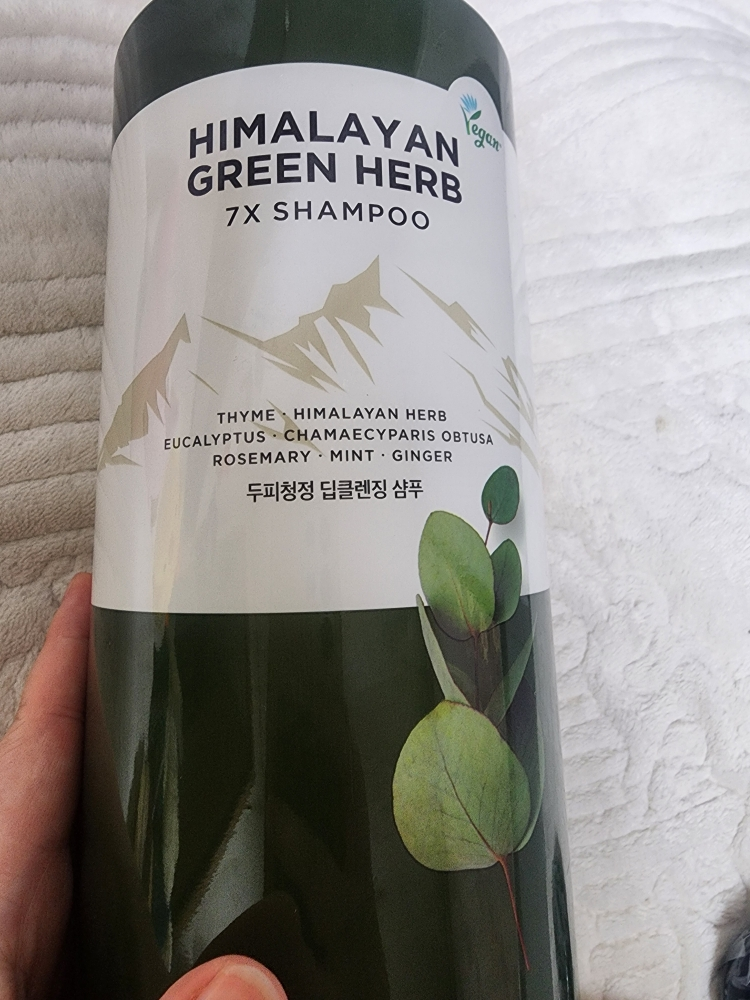 HIMALAYAN
GREEN HERB
7X SHAMPOO
Vegan
THYME · HIMALAYAN HERB
EUCALYPTUS · CHAMAECYPARIS OBTUSA
ROSEMARY · MINT · GINGER
두피청정 딥클렌징 샴푸